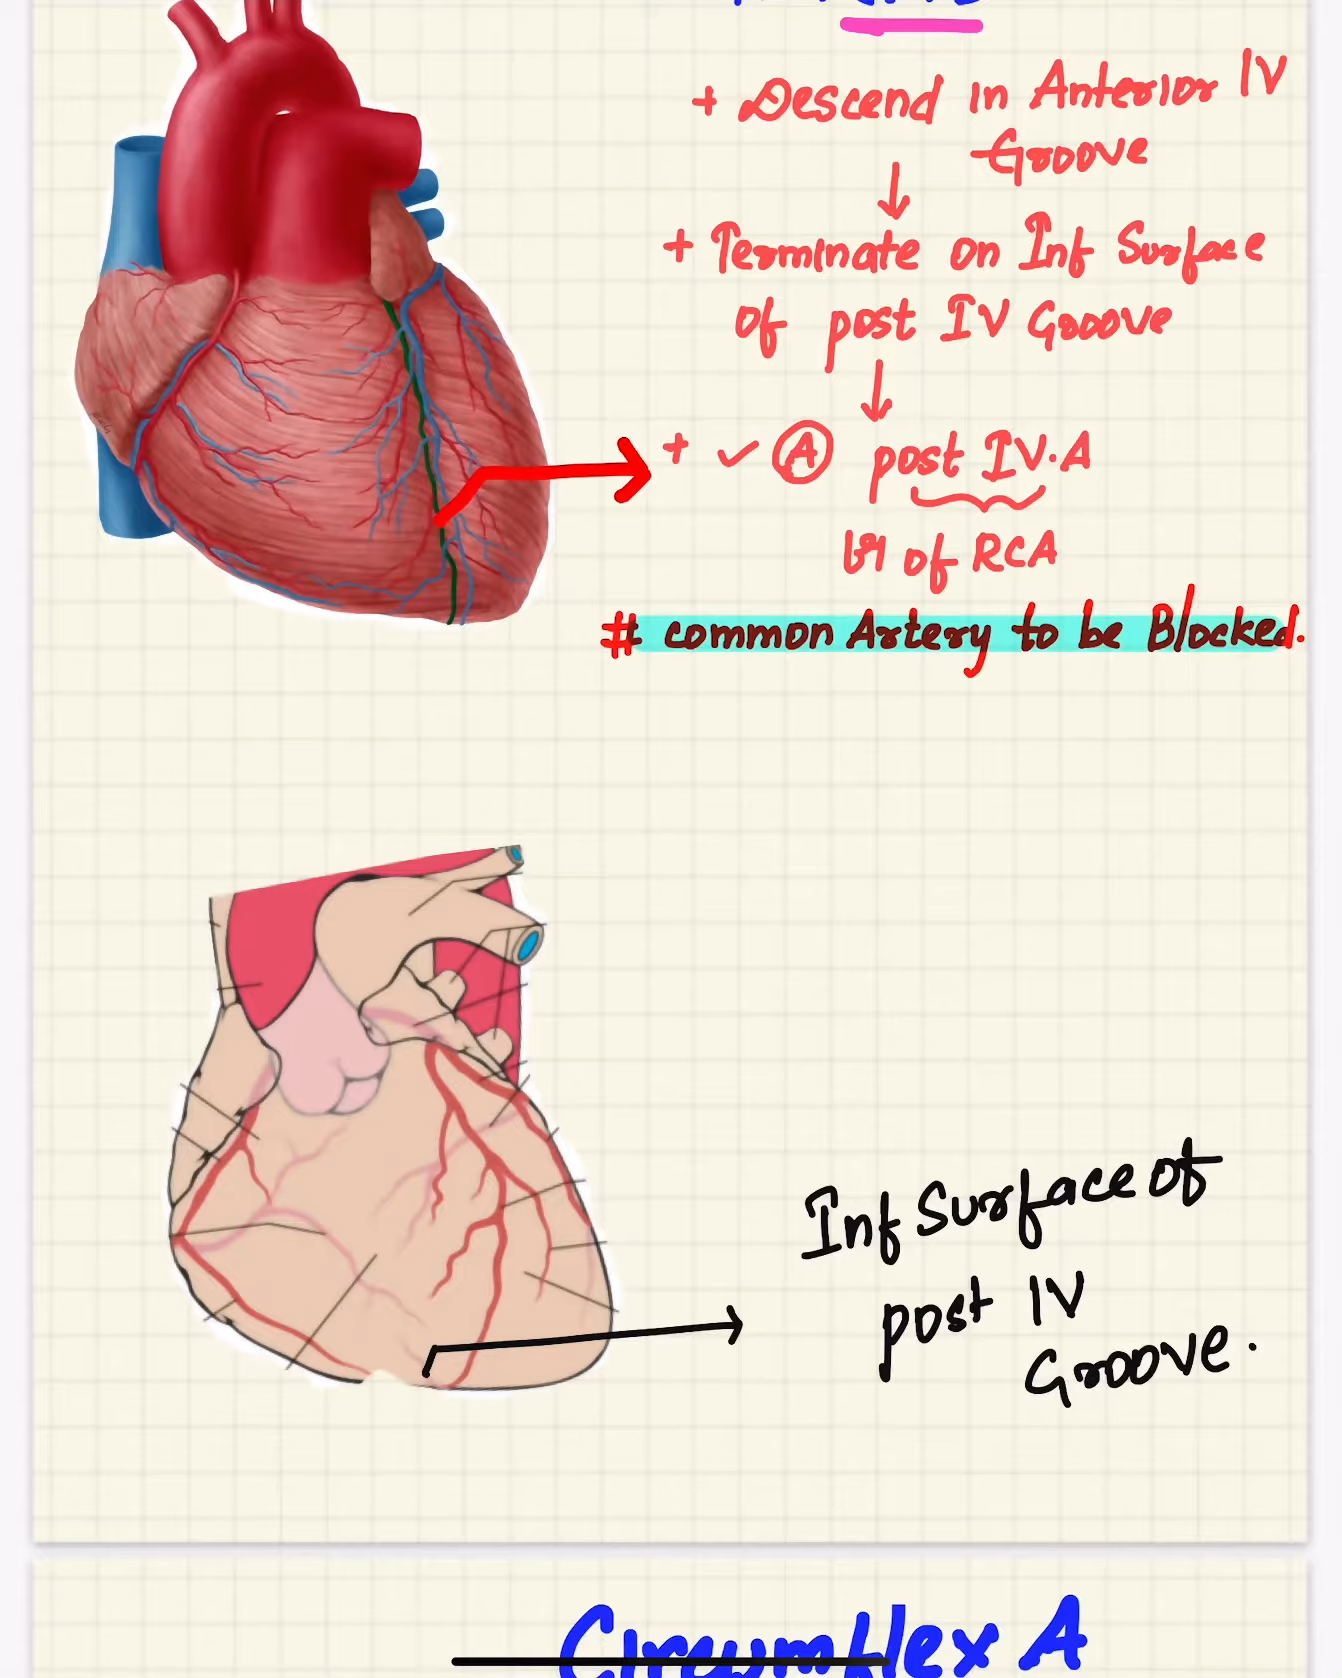 + Descend in Anterior IV
Groove
↓
+ Terminate on Inf Surface
of post IV Groove
↓
+ ✓ Ⓐ post IV.A
br of RCA
# common Artery to be Blocked.
Inf Surface of
post IV
Groove.
Circumflex A